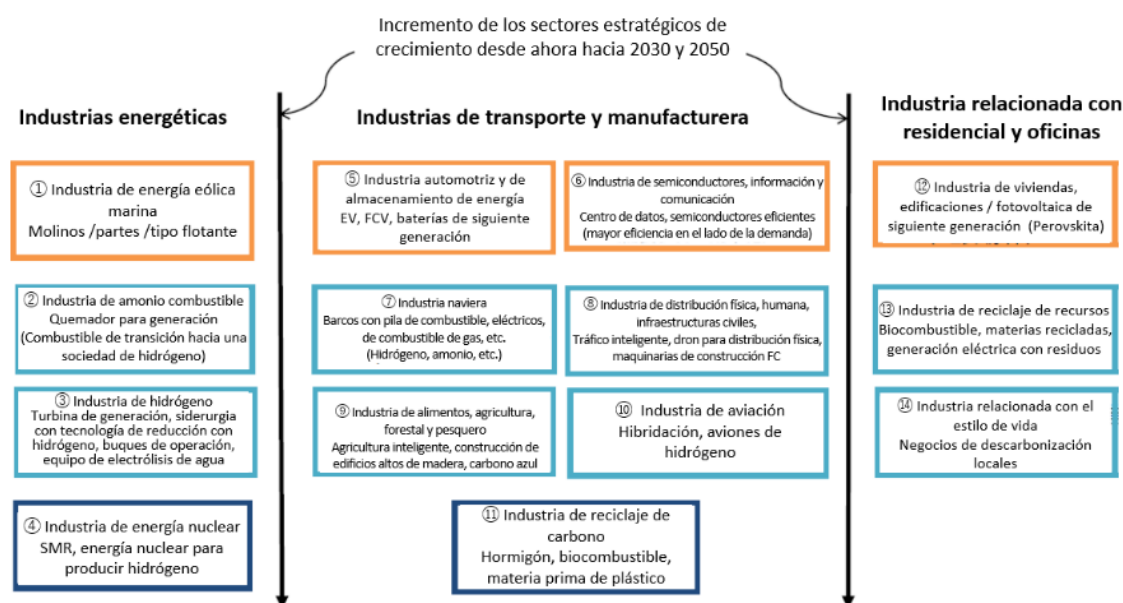 Incremento de los sectores estratégicos de
crecimiento desde ahora hacia 2030 y 2050
Industrias energéticas
Industrias de transporte y manufacturera
Industria relacionada con
residencial y oficinas
① Industria de energía eólica
marina
Molinos /partes /tipo flotante
⑤ Industria automotriz y de
almacenamiento de energía
EV, FCV, baterías de siguiente
generación
⑥ Industria de semiconductores, información y
comunicación
Centro de datos, semiconductores eficientes
(mayor eficiencia en el lado de la demanda)
⑫ Industria de viviendas,
edificaciones / fotovoltaica de
siguiente generación (Perovskita)
② Industria de amonio combustible
Quemador para generación
(Combustible de transición hacia una
sociedad de hidrógeno)
⑦ Industria naviera
Barcos con pila de combustible, eléctricos,
de combustible de gas, etc.
(Hidrógeno, amonio, etc.)
⑧ Industria de distribución física, humana,
infraestructuras civiles,
Tráfico inteligente, dron para distribución física,
maquinarias de construcción FC
⑬ Industria de reciclaje de recursos
Biocombustible, materias recicladas,
generación eléctrica con residuos
③ Industria de hidrógeno
Turbina de generación, siderurgia
con tecnología de reducción con
hidrógeno, buques de operación,
equipo de electrólisis de agua
⑨ Industria de alimentos, agricultura,
forestal y pesquero
Agricultura inteligente, construcción de
edificios altos de madera, carbono azul
⑩ Industria de aviación
Hibridación, aviones de
hidrógeno
⑭ Industria relacionada con el
estilo de vida
Negocios de descarbonización
locales
④ Industria de energía nuclear
SMR, energía nuclear para
producir hidrógeno
⑪ Industria de reciclaje de
carbono
Hormigón, biocombustible,
materia prima de plástico